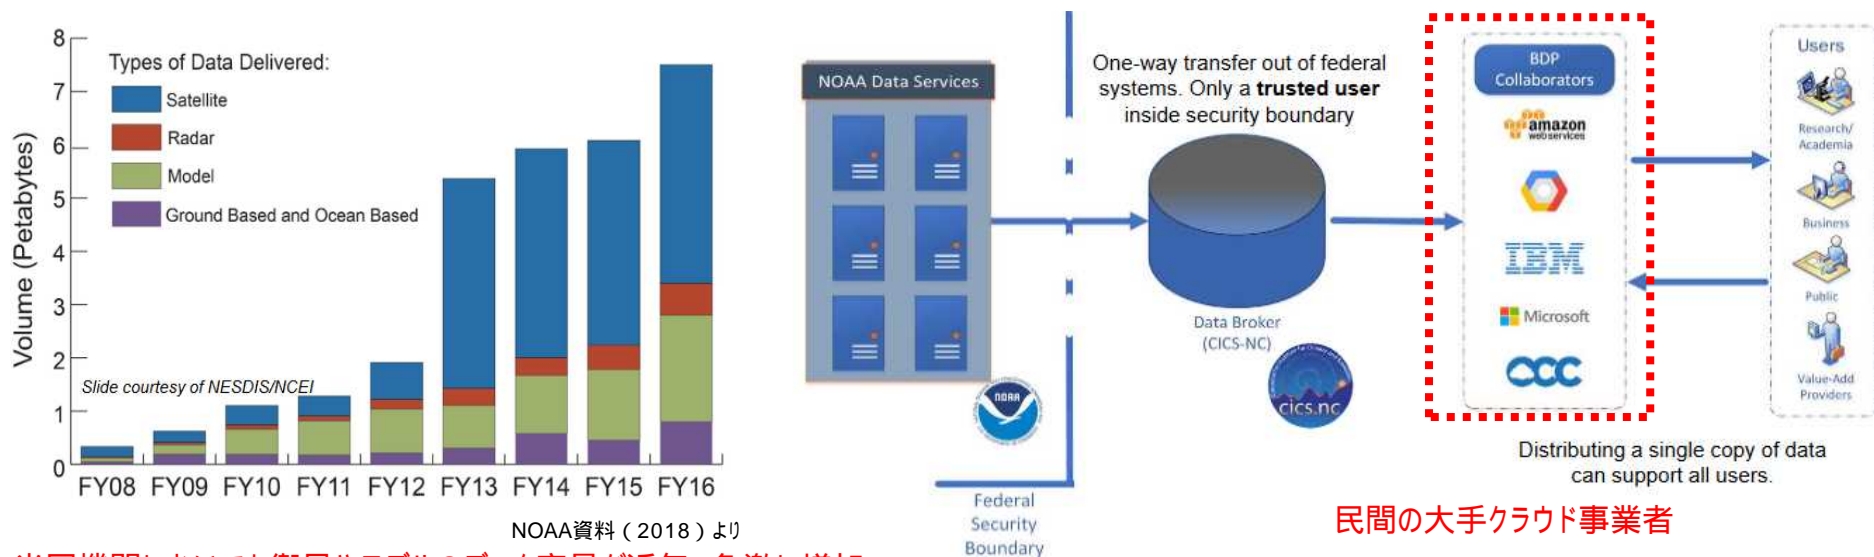 8
7
6
5
4
3
2
1
0
Volume (Petabytes)
Types of Data Delivered:
Satellite
Radar
Model
Ground Based and Ocean Based
Slide courtesy of NESDIS/NCEI
FY08 FY09 FY10 FY11 FY12 FY13 FY14 FY15 FY16
NOAA資料（2018）より
NOAA Data Services
NOAA
One-way transfer out of federal
systems. Only a trusted user
inside security boundary
Data Broker
(CICS-NC)
cics.nc
Federal
Security
Boundary
BDP
Collaborators
amazon
webservices
IBM
Microsoft
OCC
Users
Research/
Academia
Business
Public
Value-Add
Providers
Distributing a single copy of data
can support all users.
民間の大手クラウド事業者